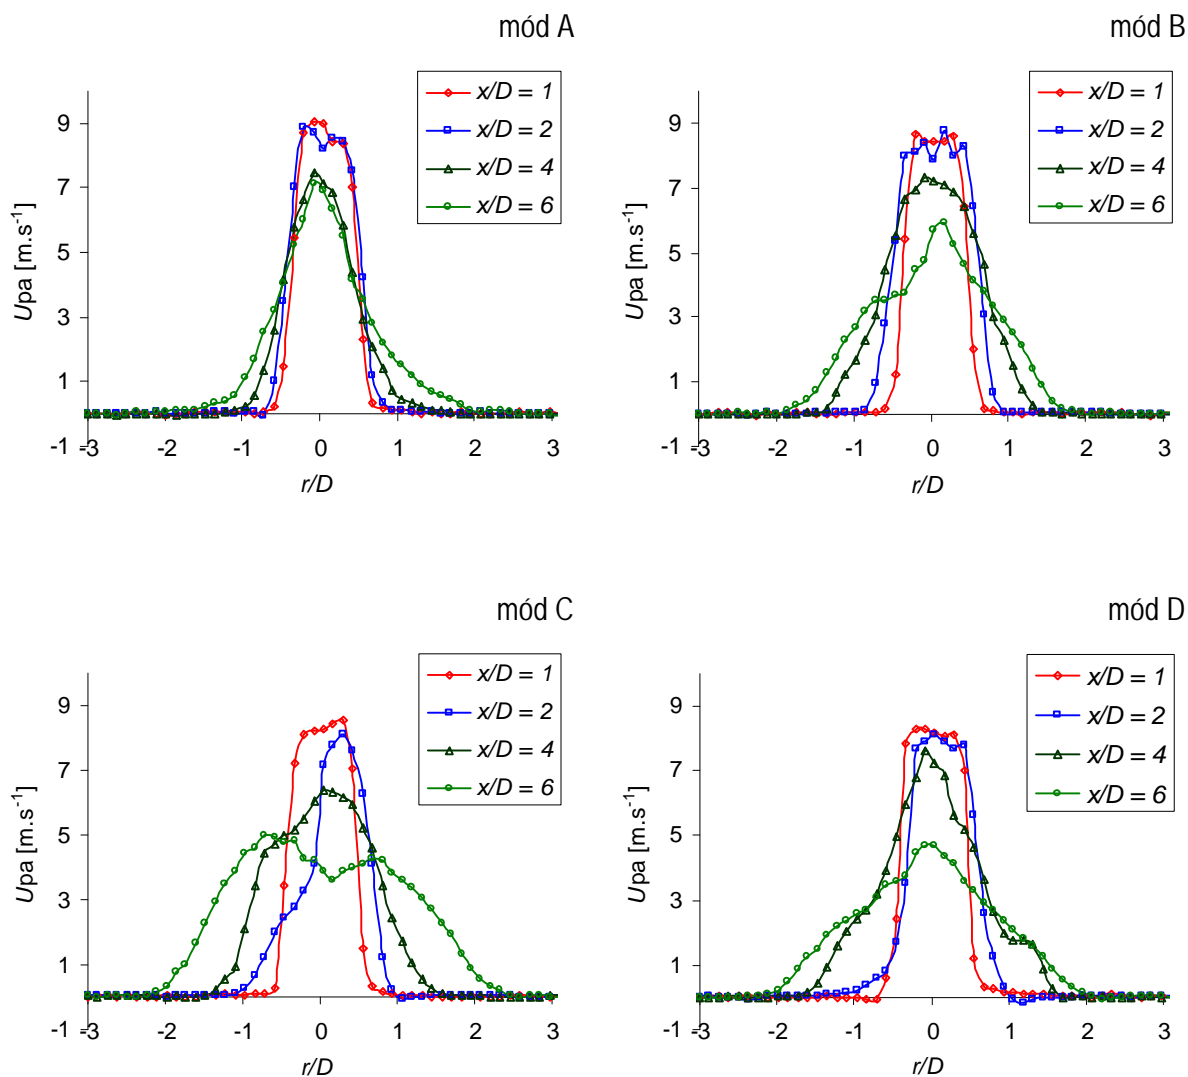 mód A
x/D = 1
x/D = 2
x/D = 4
x/D = 6
9
7
5
3
1
-1
-3 -2 -1 0 1 2 3
Upa [m.s-1]
r/D
mód B
x/D = 1
x/D = 2
x/D = 4
x/D = 6
9
7
5
3
1
-1
-3 -2 -1 0 1 2 3
Upa [m.s-1]
r/D
mód C
x/D = 1
x/D = 2
x/D = 4
x/D = 6
9
7
5
3
1
-1
-3 -2 -1 0 1 2 3
Upa [m.s-1]
r/D
mód D
x/D = 1
x/D = 2
x/D = 4
x/D = 6
9
7
5
3
1
-1
-3 -2 -1 0 1 2 3
Upa [m.s-1]
r/D